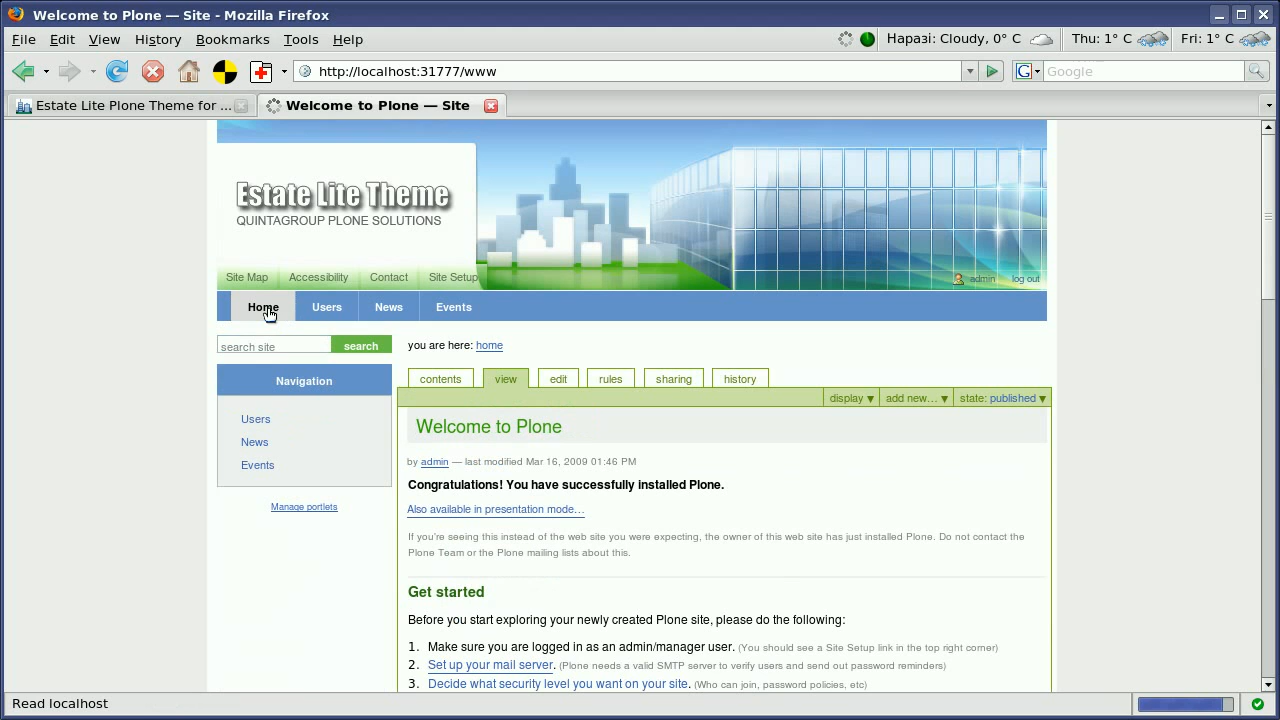 Welcome to Plone — Site - Mozilla Firefox
File Edit View History Bookmarks Tools Help
Наразі: Cloudy, 0° C Thu: 1° C Fri: 1° C
http://localhost:31777/www
G Google
Estate Lite Plone Theme for ... Welcome to Plone — Site
Estate Lite Theme
QUINTAGROUP PLONE SOLUTIONS
Site Map Accessibility Contact Site Setup
admin log out
Home Users News Events
search site search
you are here: home
Navigation
Users
News
Events
Manage portlets
contents view edit rules sharing history
display ▼ add new… ▼ state: published ▼
Welcome to Plone
by admin — last modified Mar 16, 2009 01:46 PM
Congratulations! You have successfully installed Plone.
Also available in presentation mode…
If you're seeing this instead of the web site you were expecting, the owner of this web site has just installed Plone. Do not contact the
Plone Team or the Plone mailing lists about this.
Get started
Before you start exploring your newly created Plone site, please do the following:
1. Make sure you are logged in as an admin/manager user. (You should see a Site Setup link in the top right corner)
2. Set up your mail server. (Plone needs a valid SMTP server to verify users and send out password reminders)
3. Decide what security level you want on your site. (Who can join, password policies, etc)
Read localhost